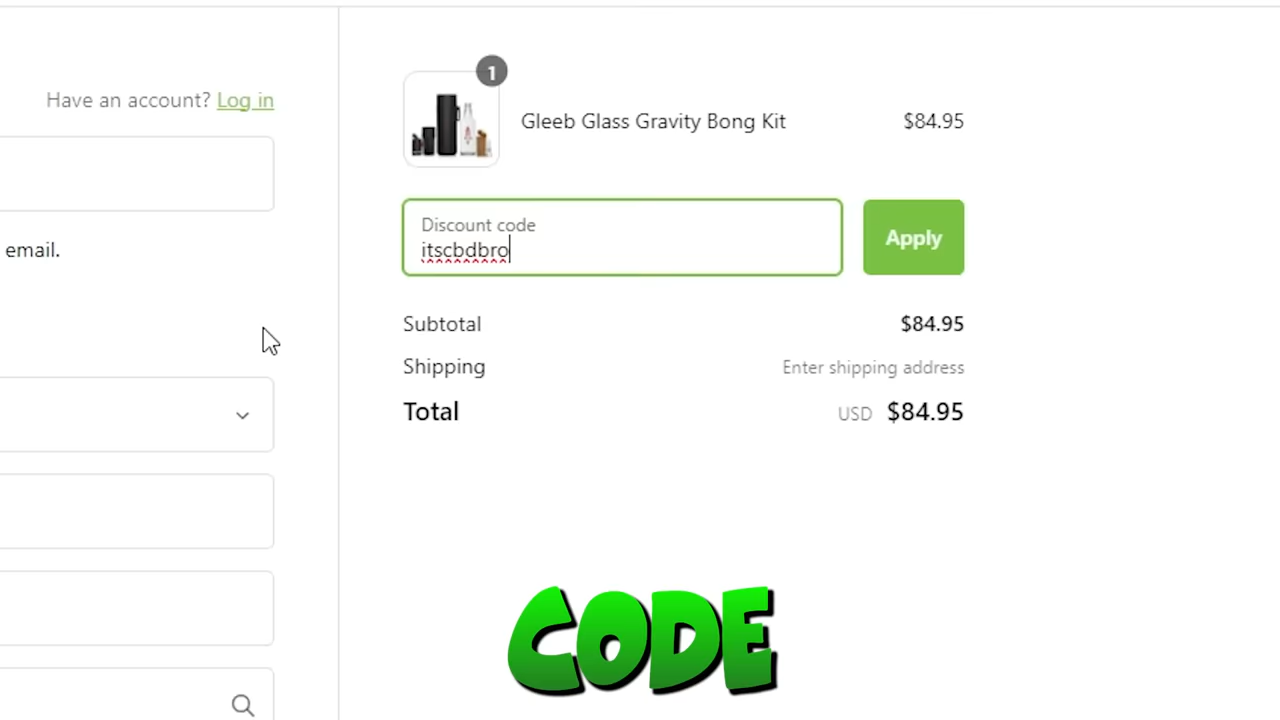 Have an account? Log in
email.
1
Gleeb Glass Gravity Bong Kit
$84.95
Discount code
itscbdbro
Apply
Subtotal
$84.95
Shipping
Enter shipping address
Total
USD $84.95
CODE